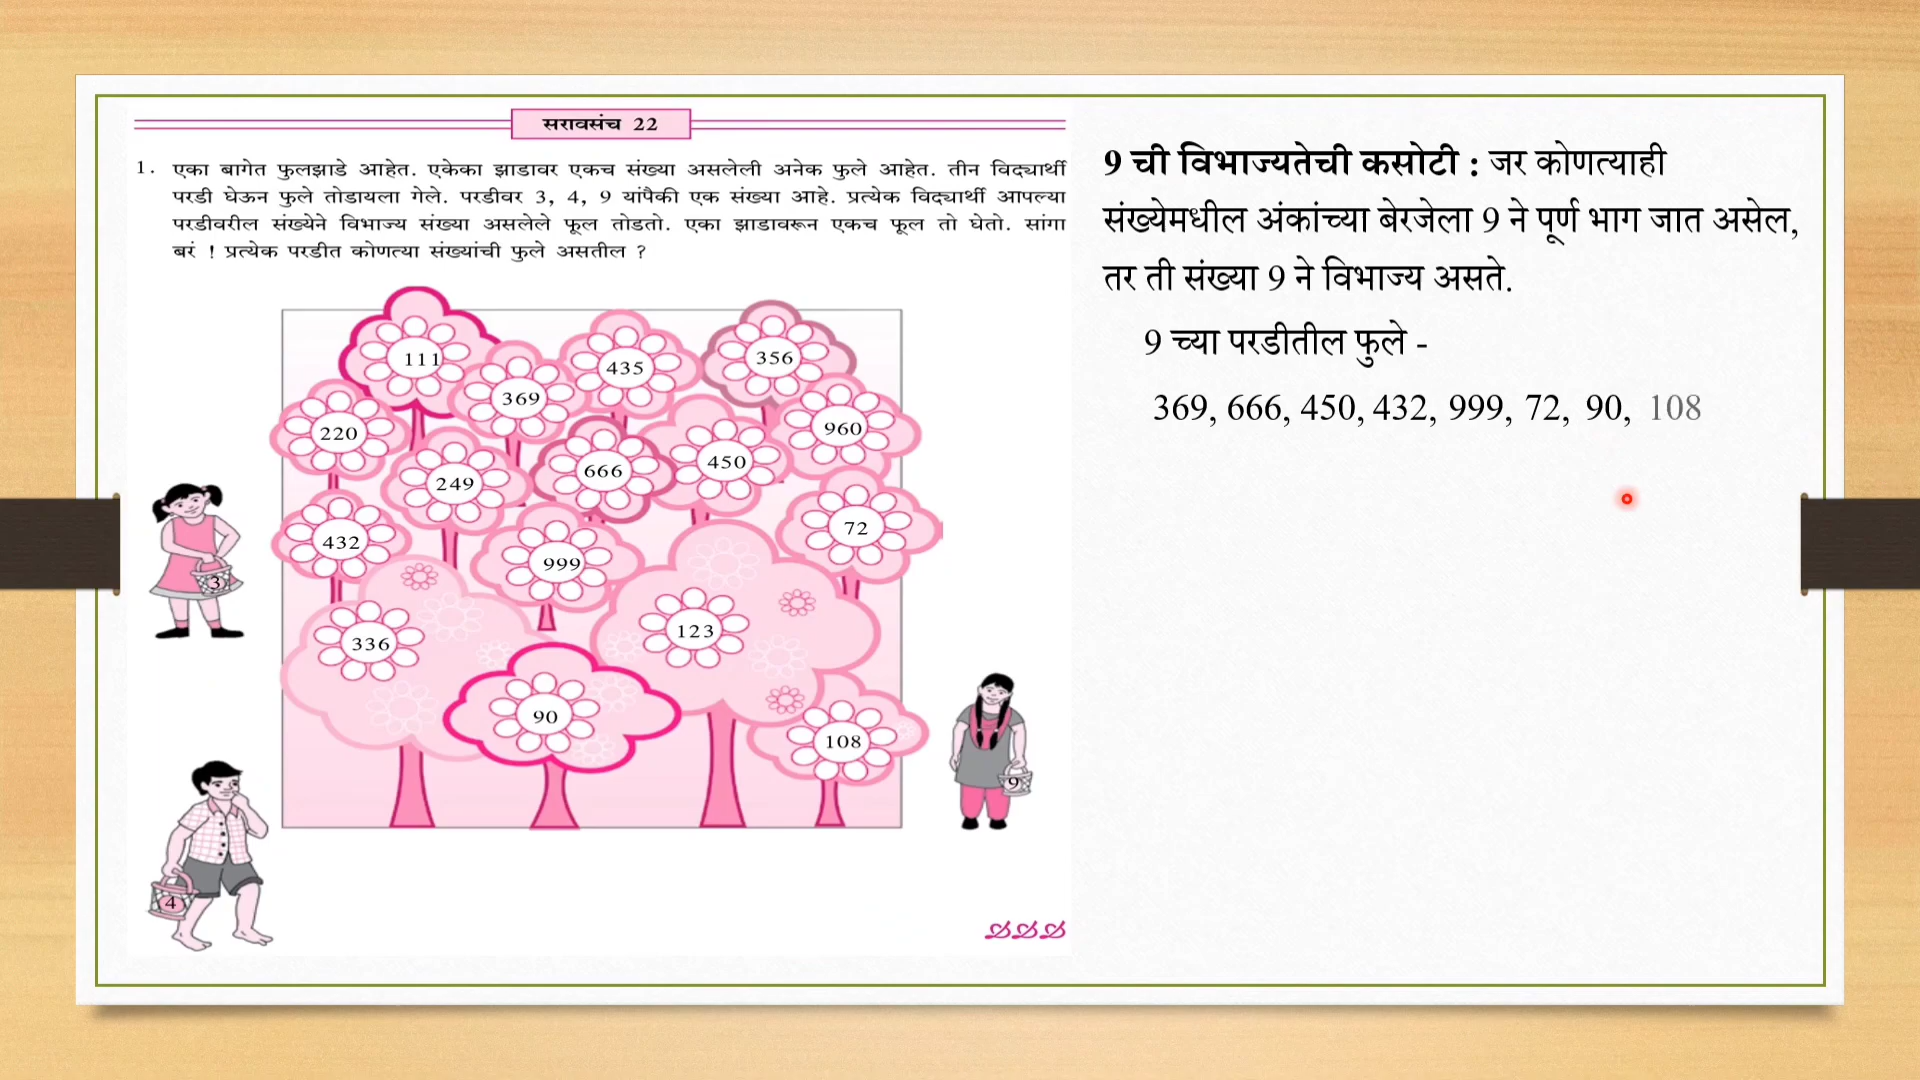 सरावसंच 22
1. एका बागेत फुलझाडे आहेत. एकेका झाडावर एकच संख्या असलेली अनेक फुले आहेत. तीन विद्यार्थी
परडी घेऊन फुले तोडायला गेले. परडीवर 3, 4, 9 यांपैकी एक संख्या आहे. प्रत्येक विद्यार्थी आपल्या
परडीवरील संख्येने विभाज्य संख्या असलेले फूल तोडतो. एका झाडावरून एकच फूल तो घेतो. सांगा
बरं ! प्रत्येक परडीत कोणत्या संख्यांची फुले असतील ?
111
435
356
369
220
960
249
666
450
432
999
72
3
336
123
90
108
9
4
9 ची विभाज्यतेची कसोटी : जर कोणत्याही
संख्येमधील अंकांच्या बेरजेला 9 ने पूर्ण भाग जात असेल,
तर ती संख्या 9 ने विभाज्य असते.
9 च्या परडीतील फुले -
369, 666, 450, 432, 999, 72, 90, 108